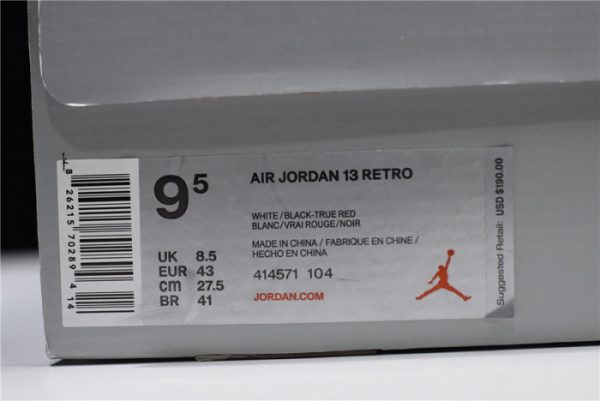 8 26215 70289 4 14
9⁵
UK 8.5
EUR 43
CM 27.5
BR 41
AIR JORDAN 13 RETRO
WHITE/BLACK-TRUE RED
BLANC/VRAI ROUGE/NOIR
MADE IN CHINA / FABRIQUE EN CHINE /
HECHO EN CHINA
414571 104
JORDAN.COM
Suggested Retail: USD $190.00